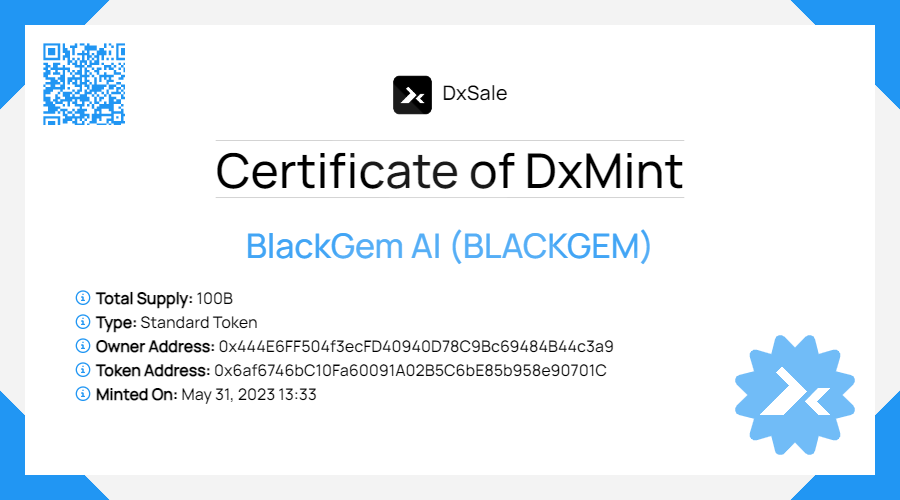 DxSale
Certificate of DxMint
BlackGem AI (BLACKGEM)
Total Supply: 100B
Type: Standard Token
Owner Address: 0x444E6FF504f3ecFD40940D78C9Bc69484B44c3a9
Token Address: 0x6af6746bC10Fa60091A02B5C6bE85b958e90701C
Minted On: May 31, 2023 13:33